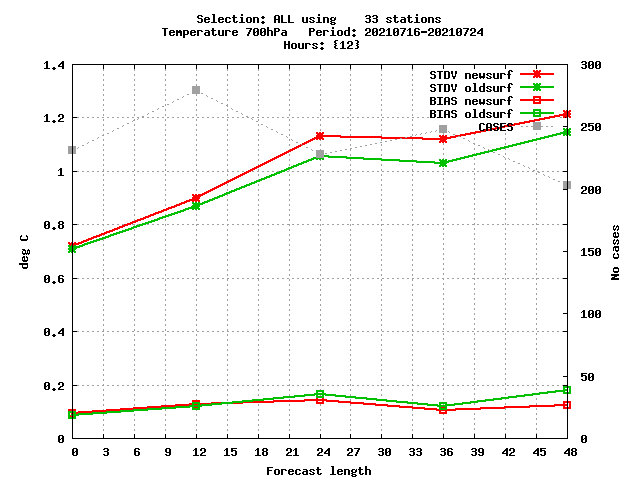 Selection: ALL using    33 stations
Temperature 700hPa   Period: 20210716-20210724
Hours: {12}
STDV newsurf
STDV oldsurf
BIAS newsurf
BIAS oldsurf
CASES
deg C
1.4
1.2
1
0.8
0.6
0.4
0.2
0
No cases
300
250
200
150
100
50
0
0 3 6 9 12 15 18 21 24 27 30 33 36 39 42 45 48
Forecast length